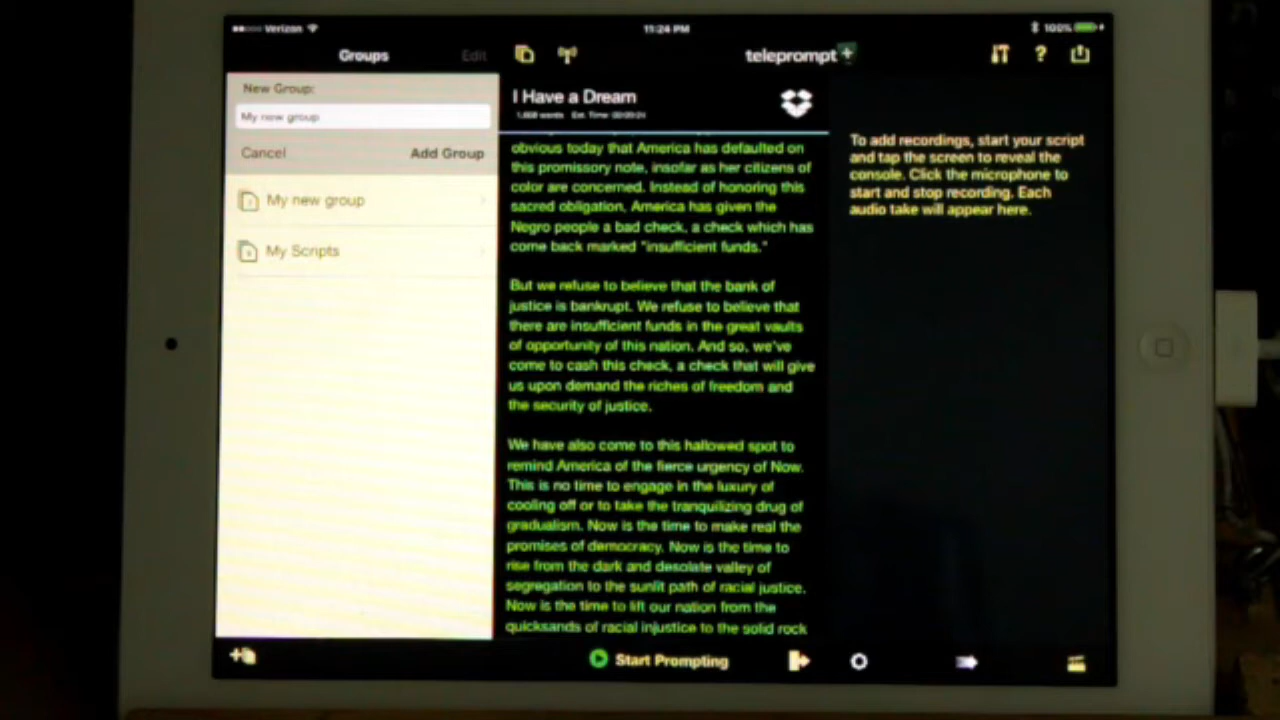 Verizon
11:24 PM
100%
Groups
Edit
teleprompt+
?
New Group:
My new group
Cancel
Add Group
My new group
My Scripts
I Have a Dream
words Est. Time:
obvious today that America has defaulted on
this promissory note, insofar as her citizens of
color are concerned. Instead of honoring this
sacred obligation, America has given the
Negro people a bad check, a check which has
come back marked "insufficient funds."
But we refuse to believe that the bank of
justice is bankrupt. We refuse to believe that
there are insufficient funds in the great vaults
of opportunity of this nation. And so, we've
come to cash this check, a check that will give
us upon demand the riches of freedom and
the security of justice.
We have also come to this hallowed spot to
remind America of the fierce urgency of Now.
This is no time to engage in the luxury of
cooling off or to take the tranquilizing drug of
gradualism. Now is the time to make real the
promises of democracy. Now is the time to
rise from the dark and desolate valley of
segregation to the sunlit path of racial justice.
Now is the time to lift our nation from the
quicksands of racial injustice to the solid rock
To add recordings, start your script
and tap the screen to reveal the
console. Click the microphone to
start and stop recording. Each
audio take will appear here.
Start Prompting